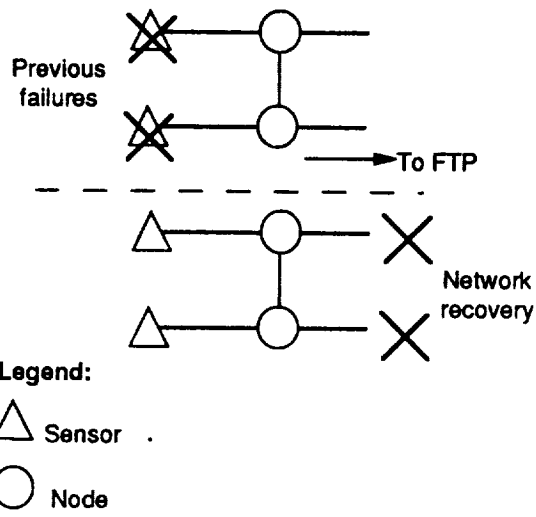 Previous
failures
To FTP
Network
recovery
Legend:
Sensor
Node